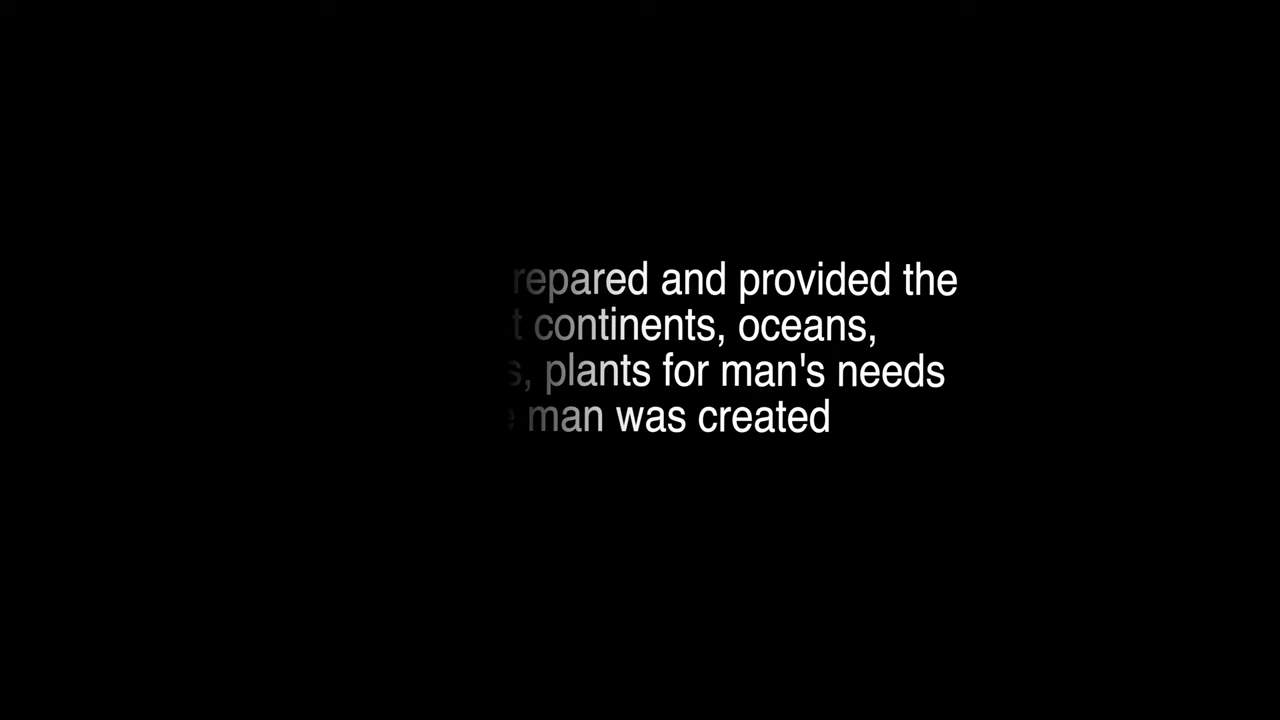 repared and provided the
t continents, oceans,
s, plants for man's needs
man was created